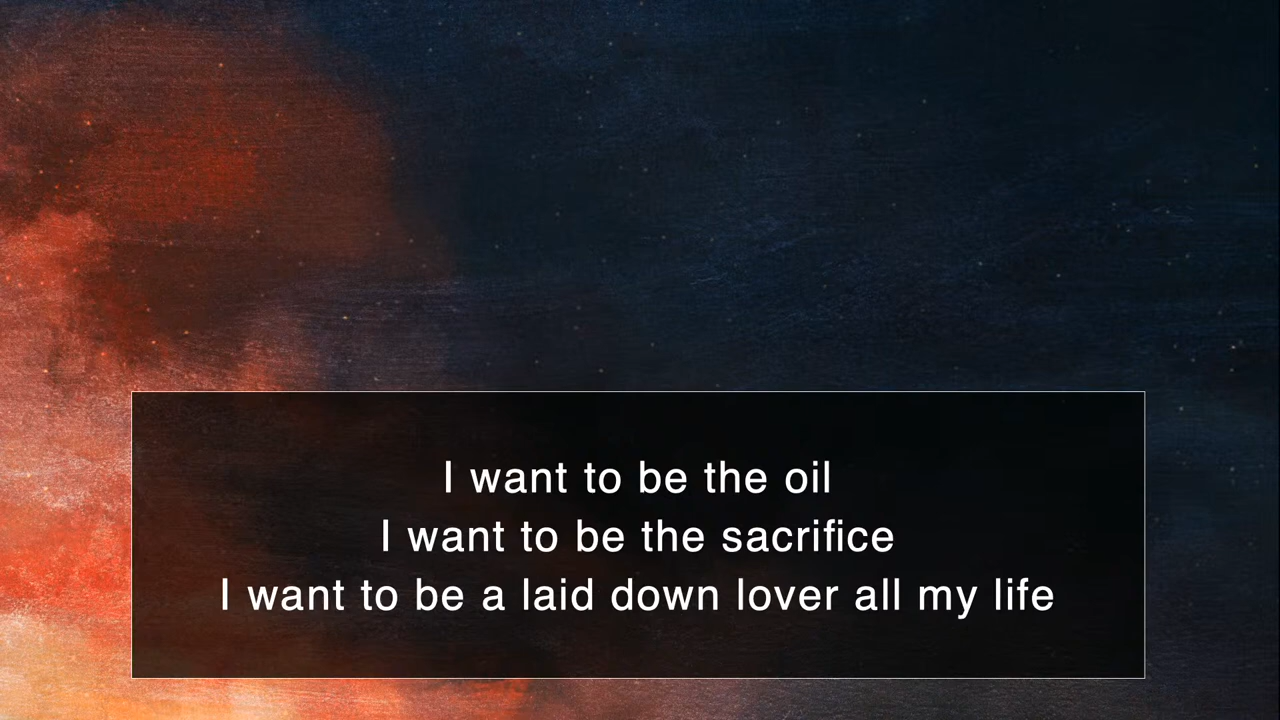 I want to be the oil
I want to be the sacrifice
I want to be a laid down lover all my life